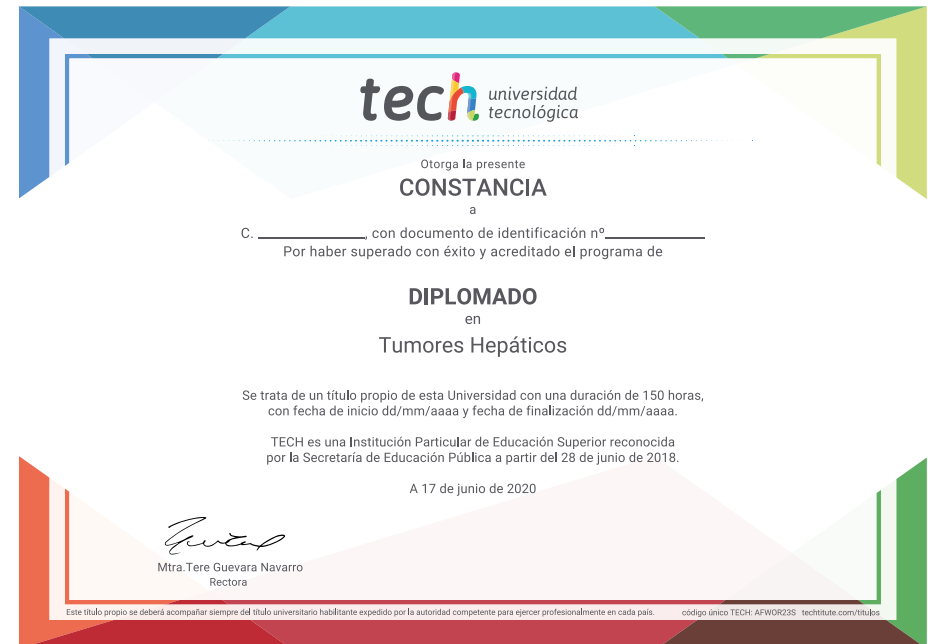 tech universidad
tecnológica
Otorga la presente
CONSTANCIA
a
C. ______________, con documento de identificación nº_____________
Por haber superado con éxito y acreditado el programa de
DIPLOMADO
en
Tumores Hepáticos
Se trata de un título propio de esta Universidad con una duración de 150 horas,
con fecha de inicio dd/mm/aaaa y fecha de finalización dd/mm/aaaa.
TECH es una Institución Particular de Educación Superior reconocida
por la Secretaría de Educación Pública a partir del 28 de junio de 2018.
A 17 de junio de 2020
Mtra.Tere Guevara Navarro
Rectora
Este título propio se deberá acompañar siempre del título universitario habilitante expedido por la autoridad competente para ejercer profesionalmente en cada país. código único TECH: AFWOR23S techtitute.com/titulos